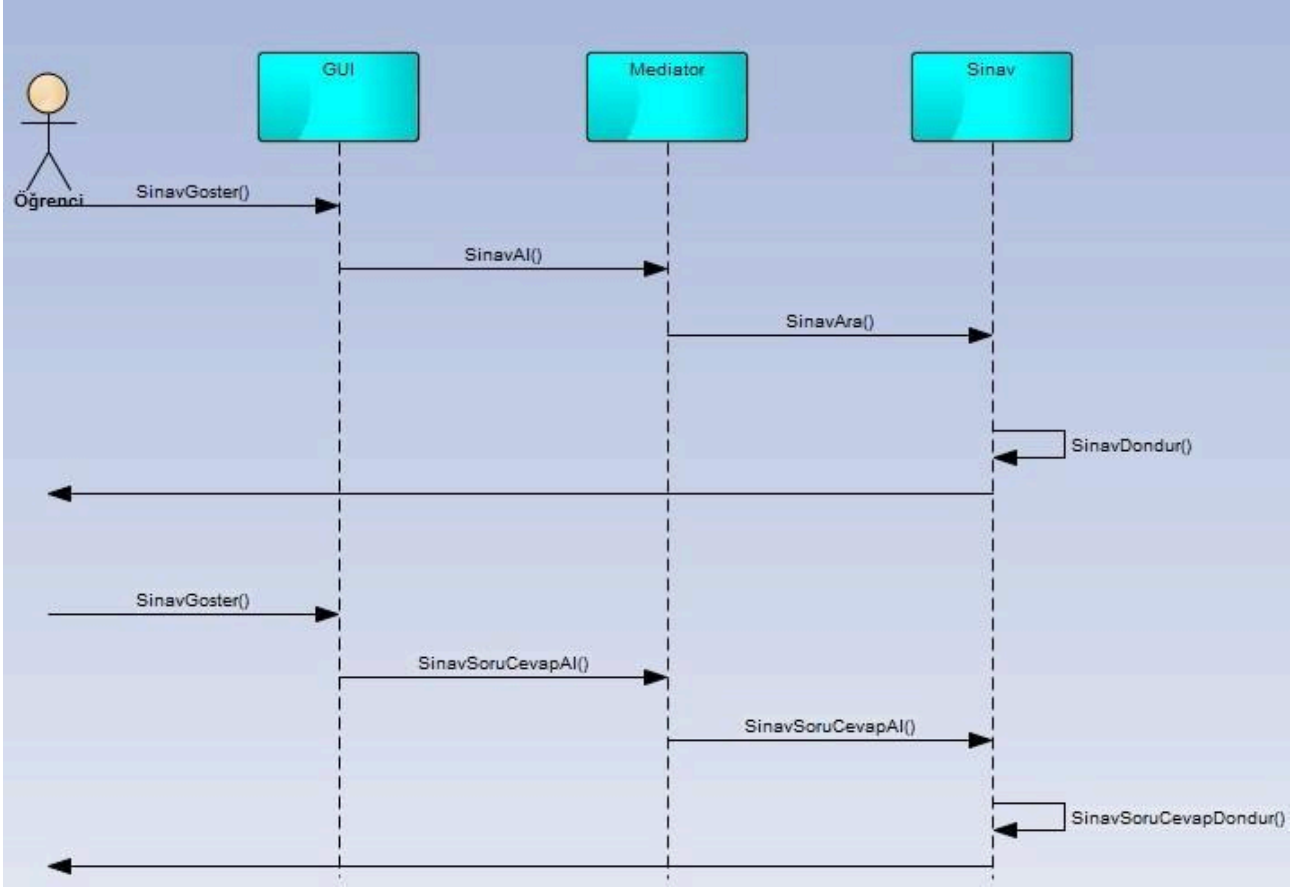 GUI
Mediator
Sinav
Öğrenci
SinavGoster()
SinavAl()
SinavAra()
SinavDondur()
SinavGoster()
SinavSoruCevapAl()
SinavSoruCevapAl()
SinavSoruCevapDondur()